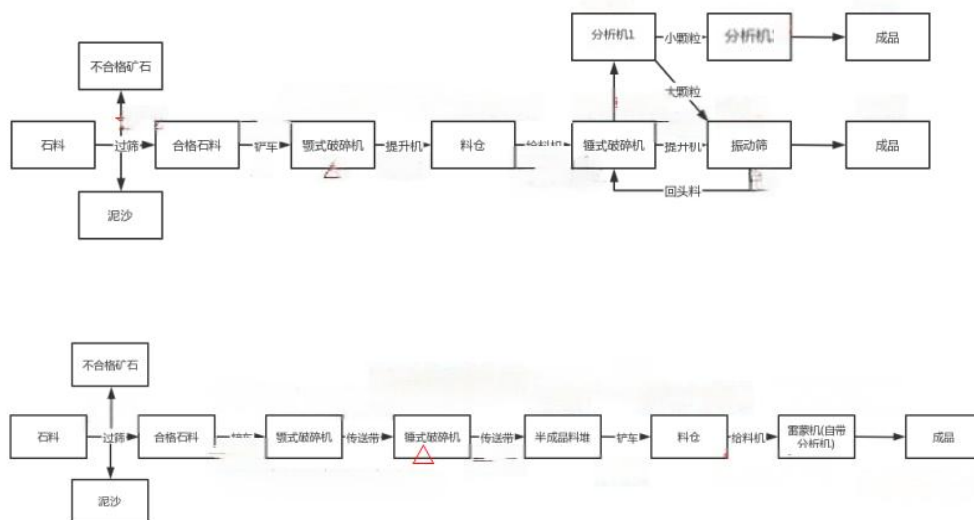 分析机1
小颗粒
成品
不合格矿石
大颗粒
石料
过筛
合格石料
铲车
颚式破碎机
提升机
料仓
给料机
锤式破碎机
提升机
振动筛
成品
回头料
泥沙
不合格矿石
石料
过筛
合格石料
颚式破碎机
传送带
锤式破碎机
传送带
半成品料堆
铲车
料仓
给料机
雷蒙机(自带
分析机)
成品
泥沙